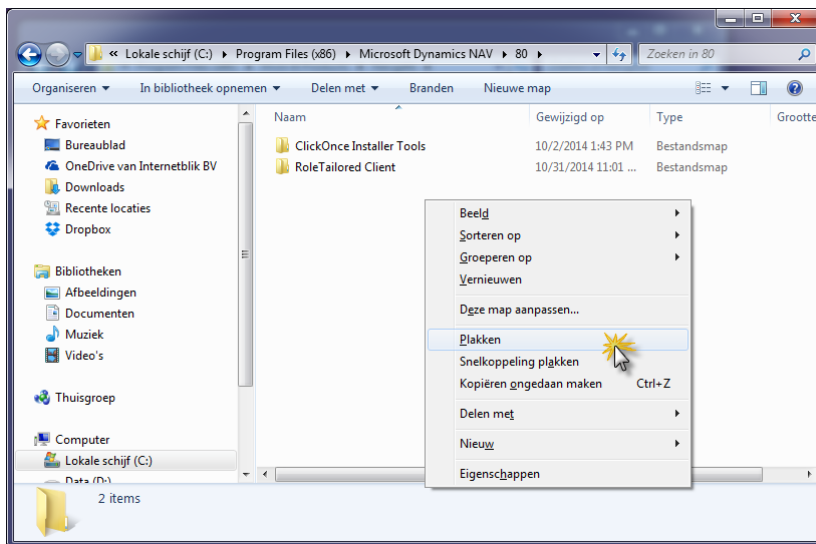 « Lokale schijf (C:) Program Files (x86) Microsoft Dynamics NAV 80
Zoeken in 80
Organiseren In bibliotheek opnemen Delen met Branden Nieuwe map
Favorieten
Bureaublad
OneDrive van Internetblik BV
Downloads
Recente locaties
Dropbox
Bibliotheken
Afbeeldingen
Documenten
Muziek
Video's
Thuisgroep
Computer
Lokale schijf (C:)
Data (D:)
Naam Gewijzigd op Type Grootte
ClickOnce Installer Tools 10/2/2014 1:43 PM Bestandsmap
RoleTailored Client 10/31/2014 11:01 ... Bestandsmap
Beeld
Sorteren op
Groeperen op
Vernieuwen
Deze map aanpassen...
Plakken
Snelkoppeling plakken
Kopiëren ongedaan maken Ctrl+Z
Delen met
Nieuw
Eigenschappen
2 items